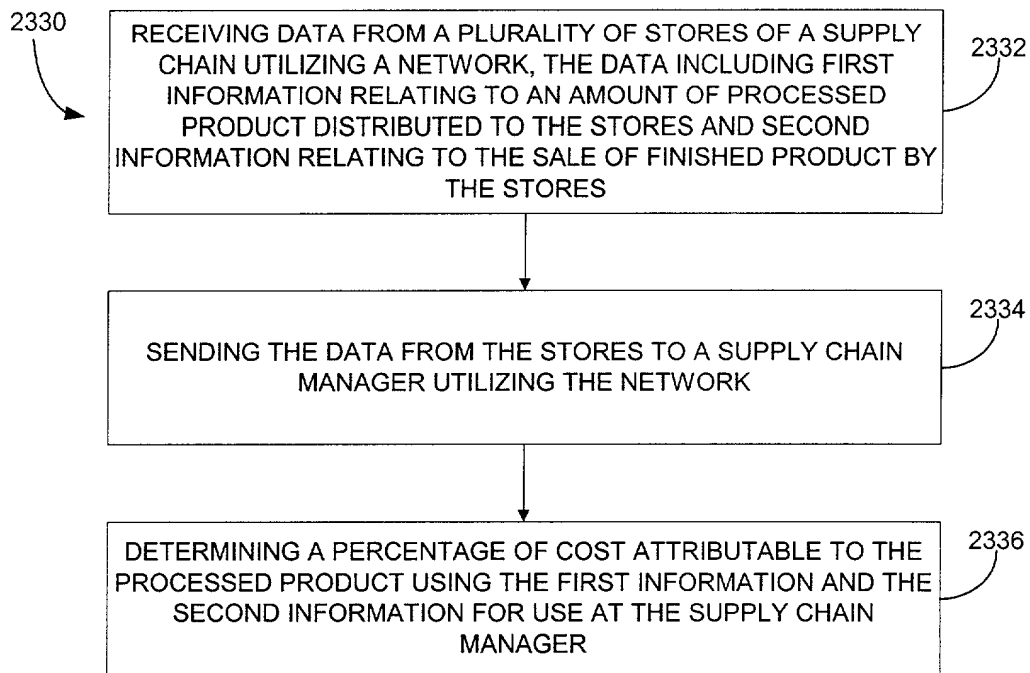 2330
RECEIVING DATA FROM A PLURALITY OF STORES OF A SUPPLY
CHAIN UTILIZING A NETWORK, THE DATA INCLUDING FIRST
INFORMATION RELATING TO AN AMOUNT OF PROCESSED
PRODUCT DISTRIBUTED TO THE STORES AND SECOND
INFORMATION RELATING TO THE SALE OF FINISHED PRODUCT BY
THE STORES
2332
SENDING THE DATA FROM THE STORES TO A SUPPLY CHAIN
MANAGER UTILIZING THE NETWORK
2334
DETERMINING A PERCENTAGE OF COST ATTRIBUTABLE TO THE
PROCESSED PRODUCT USING THE FIRST INFORMATION AND THE
SECOND INFORMATION FOR USE AT THE SUPPLY CHAIN
MANAGER
2336